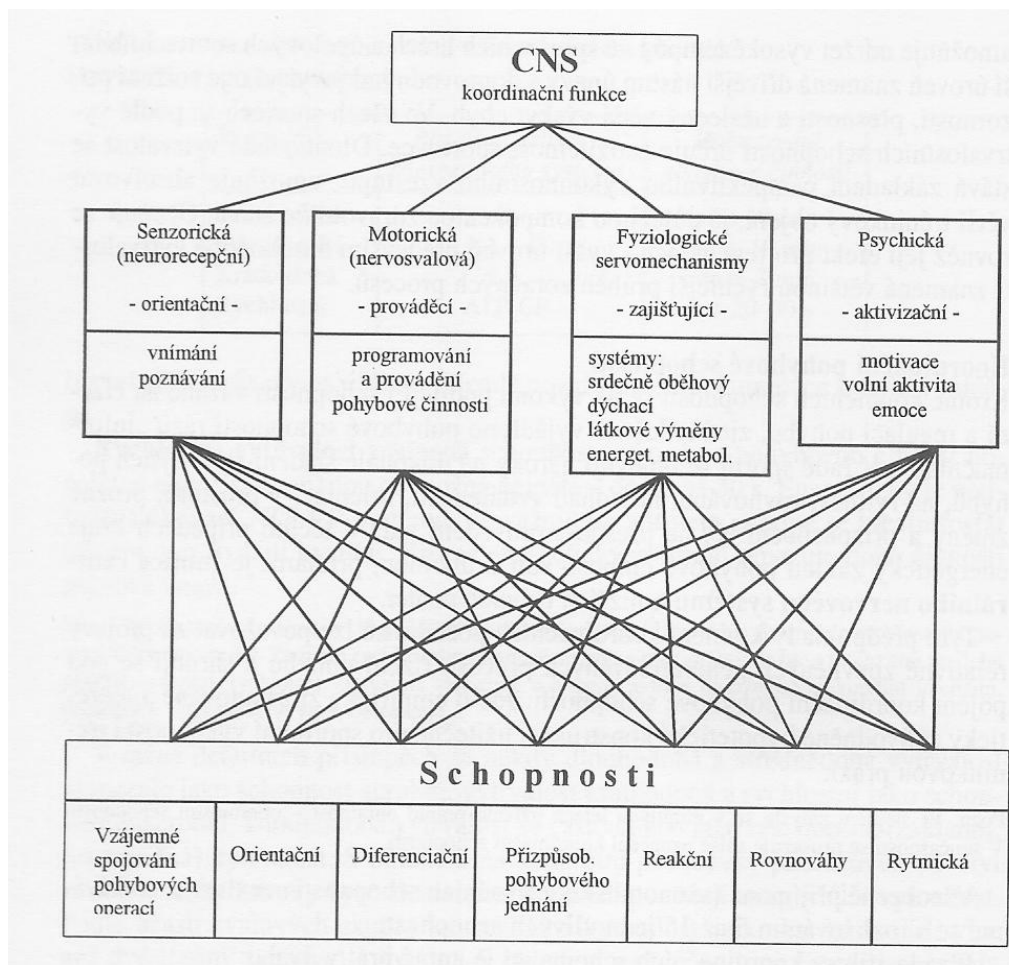 CNS
koordinační funkce
Senzorická
(neurorecepční)
- orientační -
vnímání
poznávání
Motorická
(nervosvalová)
- prováděcí -
programování
a provádění
pohybové činnosti
Fyziologické
servomechanismy
- zajišťující -
systémy:
srdečně oběhový
dýchací
látkové výměny
energet. metabol.
Psychická
- aktivizační -
motivace
volní aktivita
emoce
Schopnosti
Vzájemné
spojování
pohybových
operací
Orientační
Diferenciační
Přizpůsob.
pohybového
jednání
Reakční
Rovnováhy
Rytmická